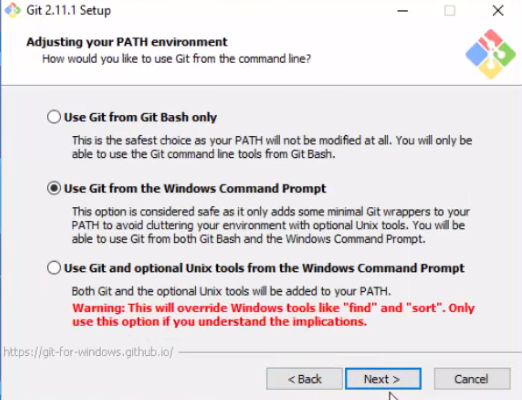 Git 2.11.1 Setup
Adjusting your PATH environment
How would you like to use Git from the command line?
Use Git from Git Bash only
This is the safest choice as your PATH will not be modified at all. You will only be
able to use the Git command line tools from Git Bash.
Use Git from the Windows Command Prompt
This option is considered safe as it only adds some minimal Git wrappers to your
PATH to avoid cluttering your environment with optional Unix tools. You will be
able to use Git from both Git Bash and the Windows Command Prompt.
Use Git and optional Unix tools from the Windows Command Prompt
Both Git and the optional Unix tools will be added to your PATH.
Warning: This will override Windows tools like "find" and "sort". Only
use this option if you understand the implications.
https://git-for-windows.github.io/
< Back Next > Cancel